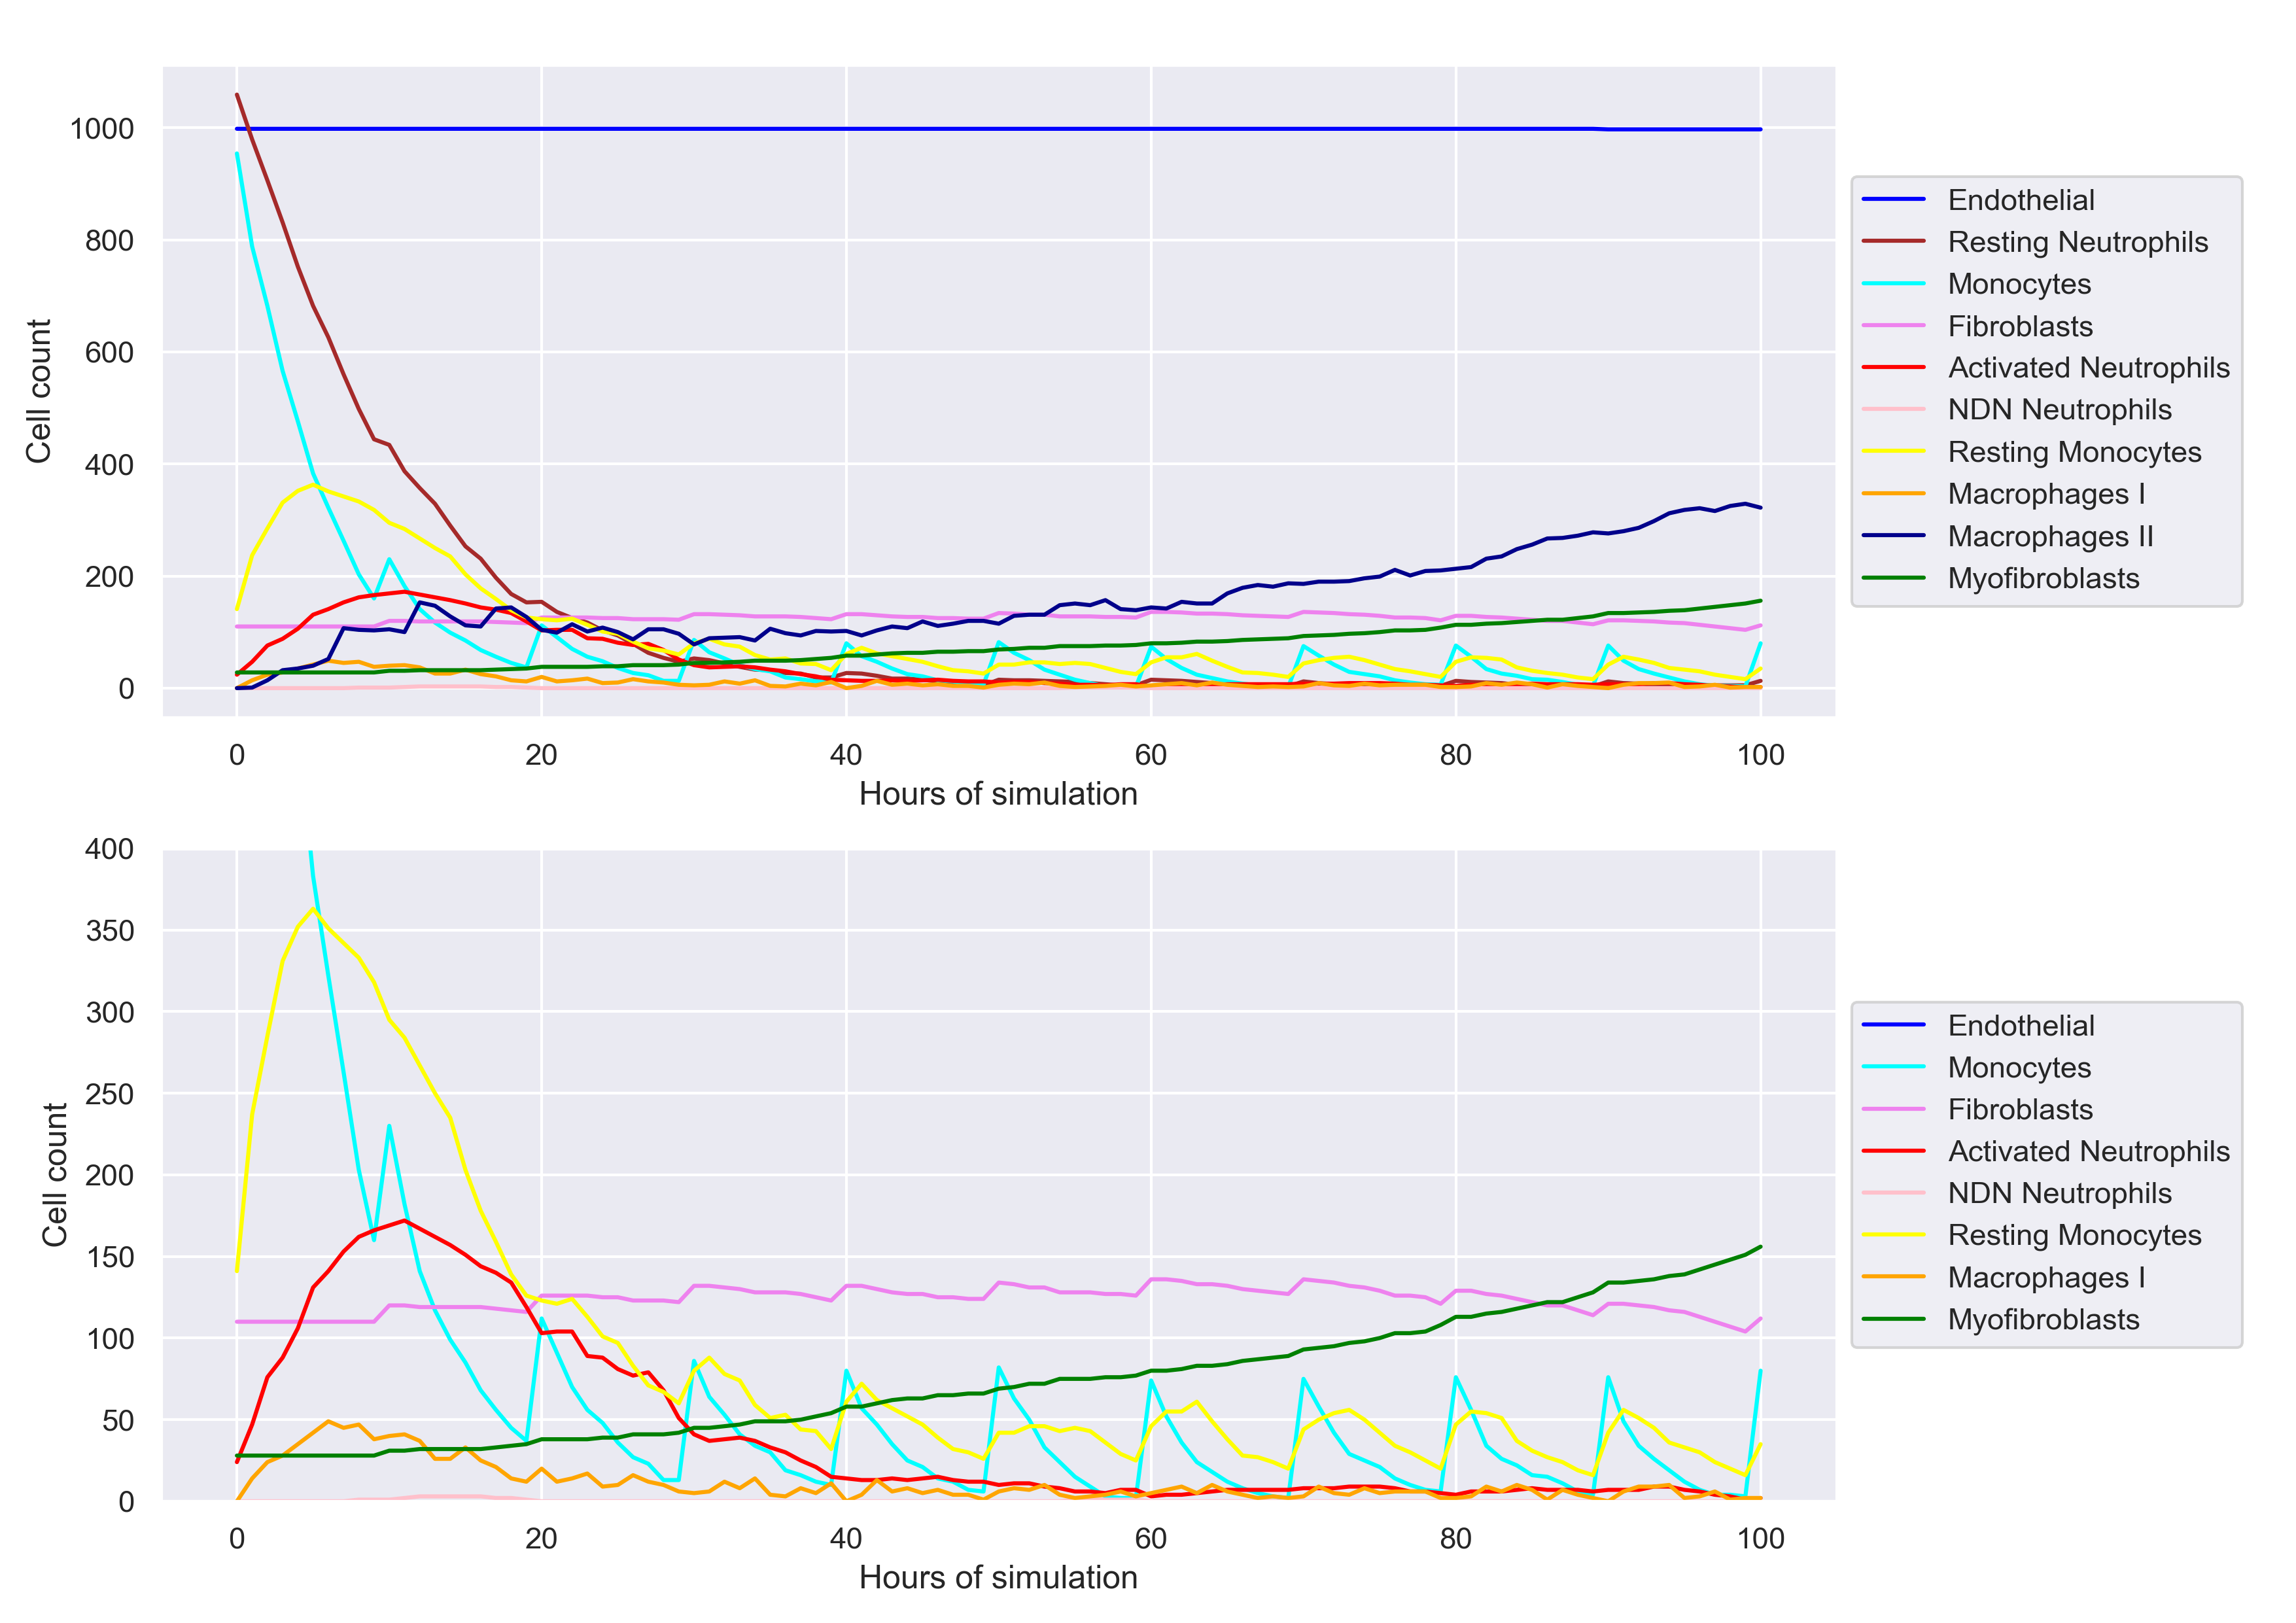 1000
800
600
400
200
0
Cell count
0 20 40 60 80 100
Hours of simulation
Endothelial
Resting Neutrophils
Monocytes
Fibroblasts
Activated Neutrophils
NDN Neutrophils
Resting Monocytes
Macrophages I
Macrophages II
Myofibroblasts
400
350
300
250
200
150
100
50
0
Cell count
0 20 40 60 80 100
Hours of simulation
Endothelial
Monocytes
Fibroblasts
Activated Neutrophils
NDN Neutrophils
Resting Monocytes
Macrophages I
Myofibroblasts